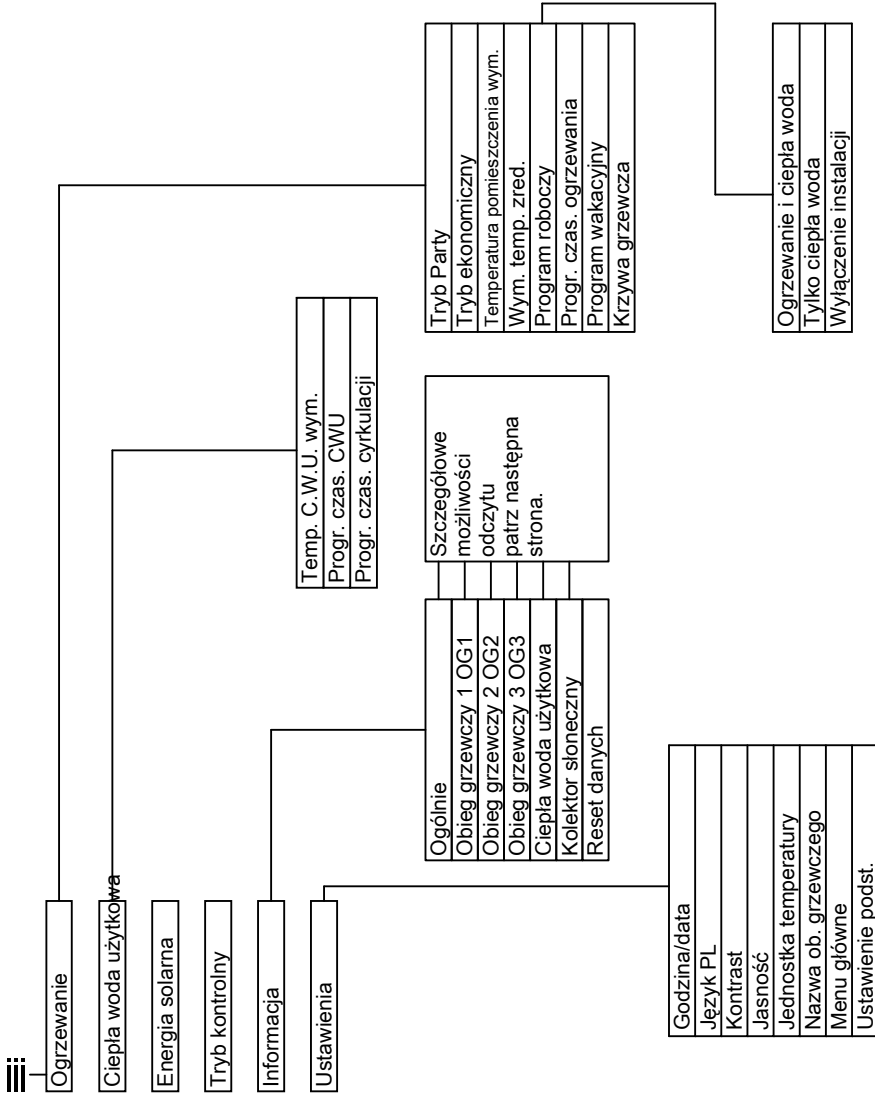 Ogrzewanie
Ciepła woda użytkowa
Energia solarna
Tryb kontrolny
Informacja
Ustawienia
Tryb Party
Tryb ekonomiczny
Temperatura pomieszczenia wym.
Wym. temp. zred.
Program roboczy
Progr. czas. ogrzewania
Program wakacyjny
Krzywa grzewcza
Ogrzewanie i ciepła woda
Tylko ciepła woda
Wyłączenie instalacji
Temp. C.W.U. wym.
Progr. czas. CWU
Progr. czas. cyrkulacji
Ogólnie
Obieg grzewczy 1 OG1
Obieg grzewczy 2 OG2
Obieg grzewczy 3 OG3
Ciepła woda użytkowa
Kolektor słoneczny
Reset danych
Szczegółowe
możliwości
odczytu
patrz następna
strona.
Godzina/data
Język PL
Kontrast
Jasność
Jednostka temperatury
Nazwa ob. grzewczego
Menu główne
Ustawienie podst.